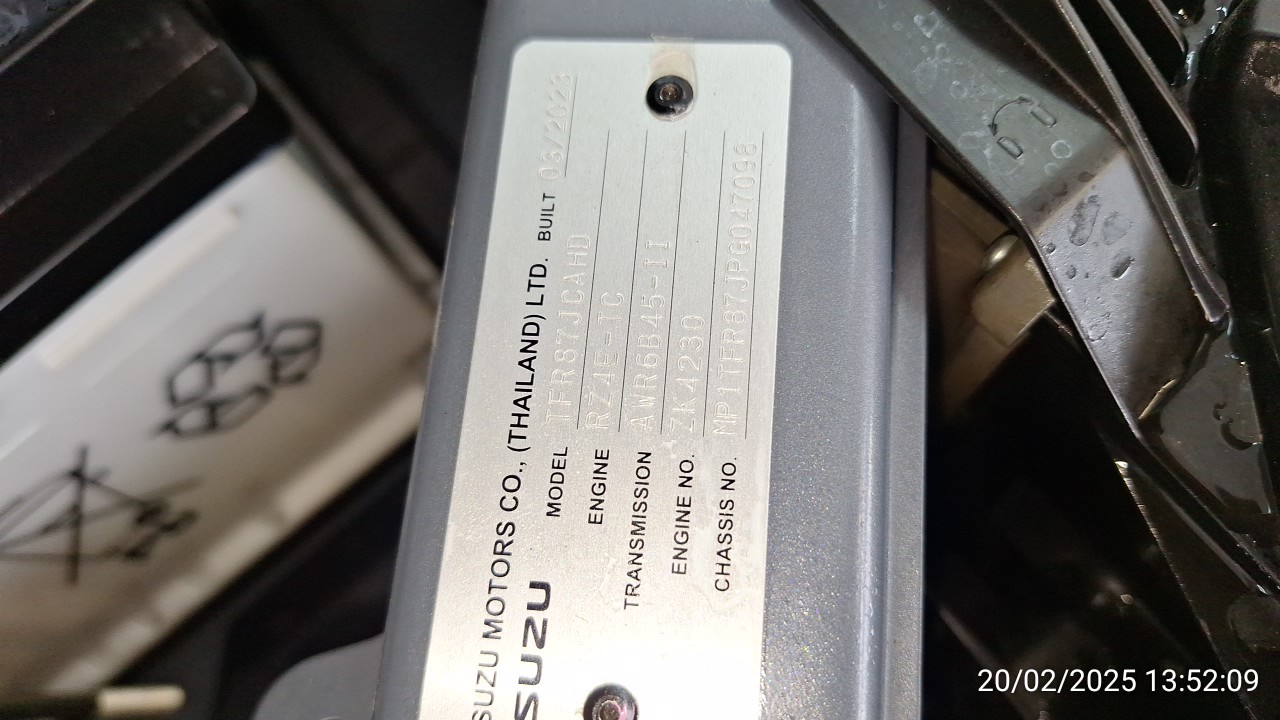 SUZU MOTORS CO., (THAILAND) LTD. BUILT 03/2023
SUZU
MODEL TFR87JCAHD
ENGINE RZ4E-TC
TRANSMISSION AWR6B45-II
ENGINE NO. ZK4230
CHASSIS NO. MP1TFR87JPG047096
20/02/2025 13:52:09